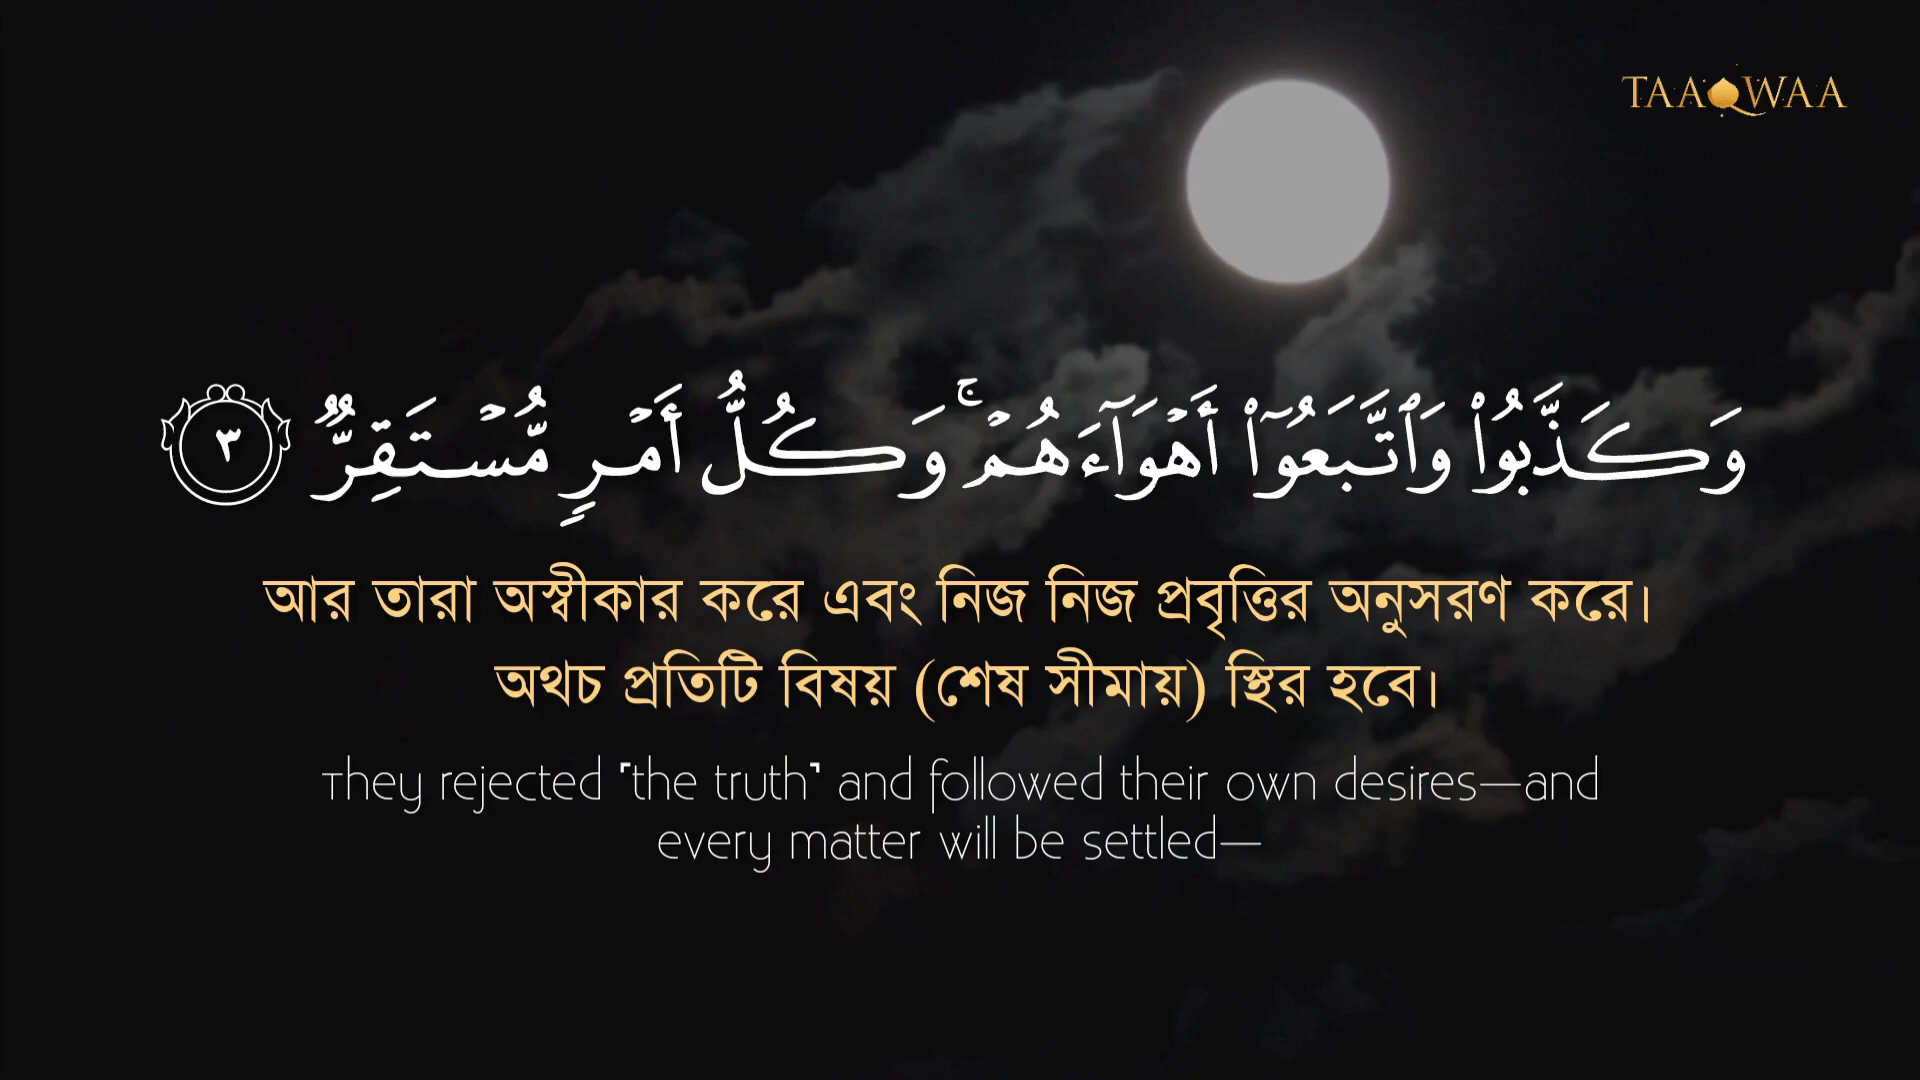 TAAQWAA
وَكَذَّبُوا۟ وَٱتَّبَعُوٓا۟ أَهْوَآءَهُمْ ۚ وَكُلُّ أَمْرٍ مُّسْتَقِرٌّ ٣
আর তারা অস্বীকার করে এবং নিজ নিজ প্রবৃত্তির অনুসরণ করে।
অথচ প্রতিটি বিষয় (শেষ সীমায়) স্থির হবে।
They rejected ˹the truth˺ and followed their own desires—and
every matter will be settled—